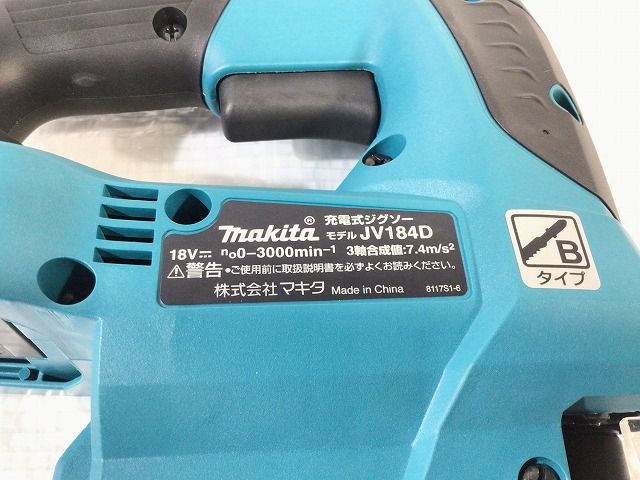 makita® 充電式ジグソー
モデル JV184D
18V⎓ n₀0-3000min⁻¹ 3軸合成値:7.4m/s²
⚠警告 ●ご使用前に取扱説明書を必ずよくお読みください。
株式会社 マキタ Made in China 8117S1-6
B
タイプ